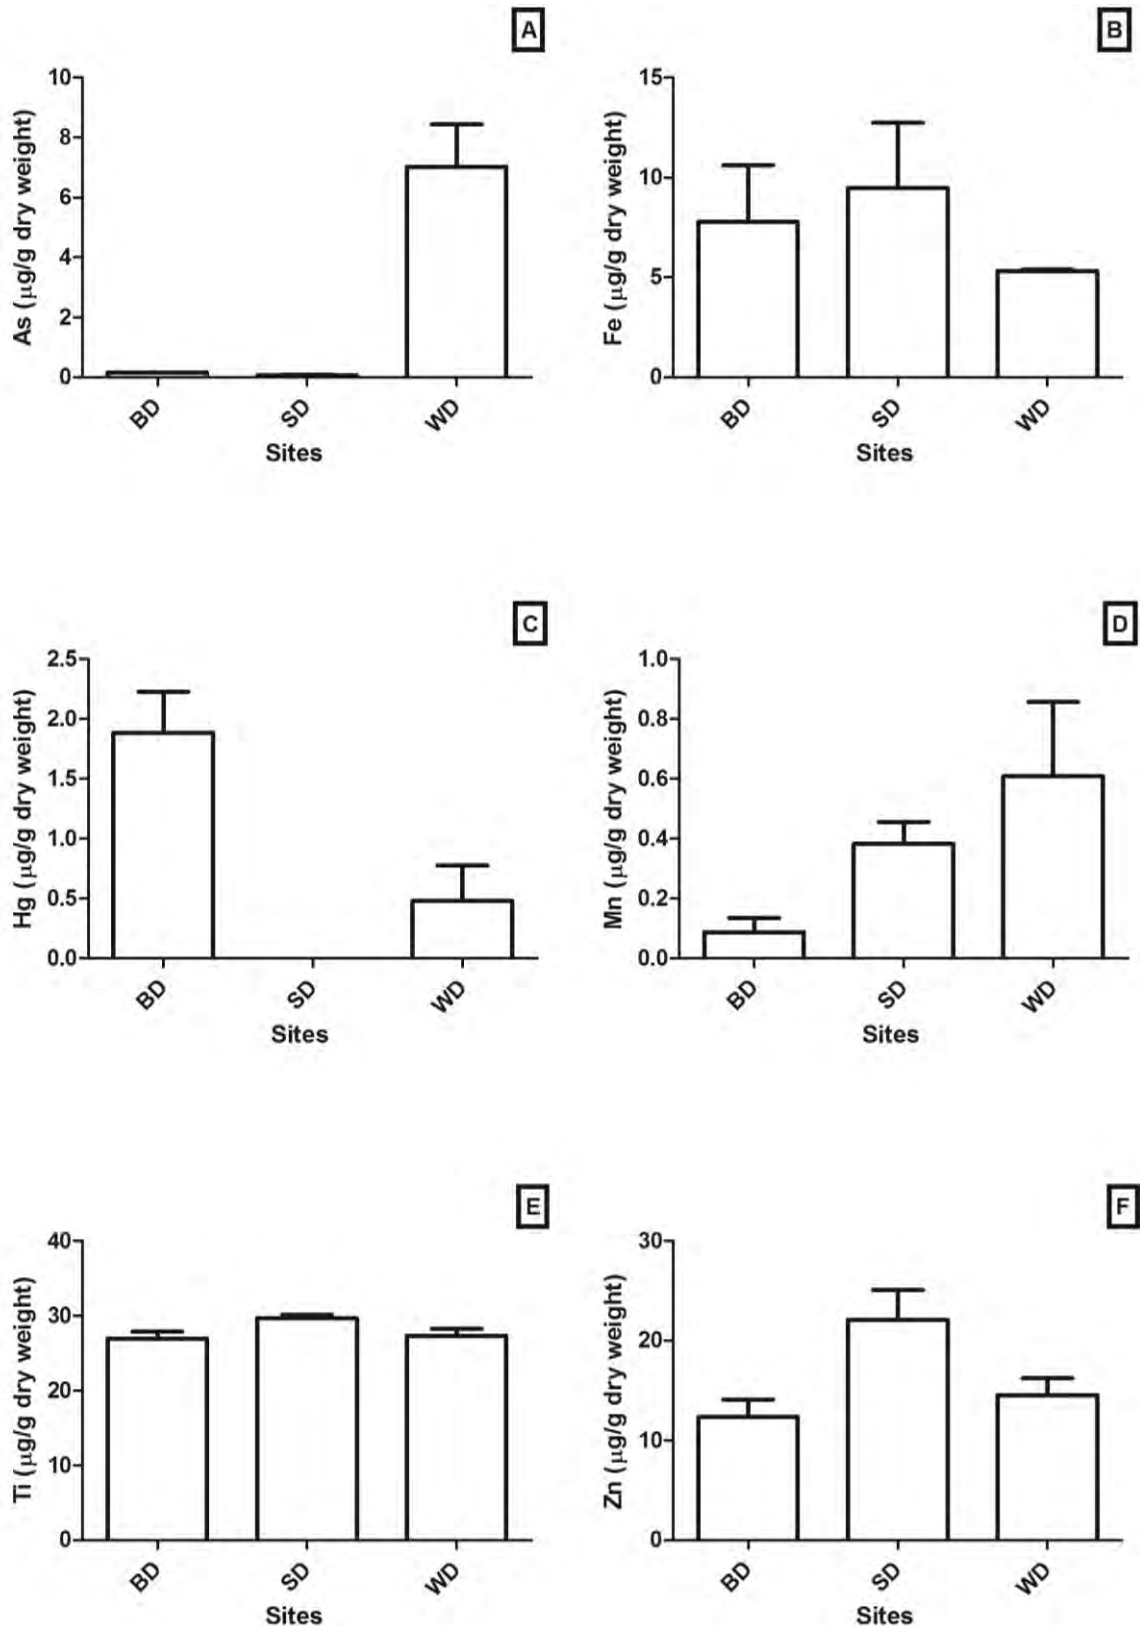 A
As (µg/g dry weight)
10
8
6
4
2
0
BD
SD
WD
Sites
B
Fe (µg/g dry weight)
15
10
5
0
BD
SD
WD
Sites
C
Hg (µg/g dry weight)
2.5
2.0
1.5
1.0
0.5
0.0
BD
SD
WD
Sites
D
Mn (µg/g dry weight)
1.0
0.8
0.6
0.4
0.2
0.0
BD
SD
WD
Sites
E
Ti (µg/g dry weight)
40
30
20
10
0
BD
SD
WD
Sites
F
Zn (µg/g dry weight)
30
20
10
0
BD
SD
WD
Sites